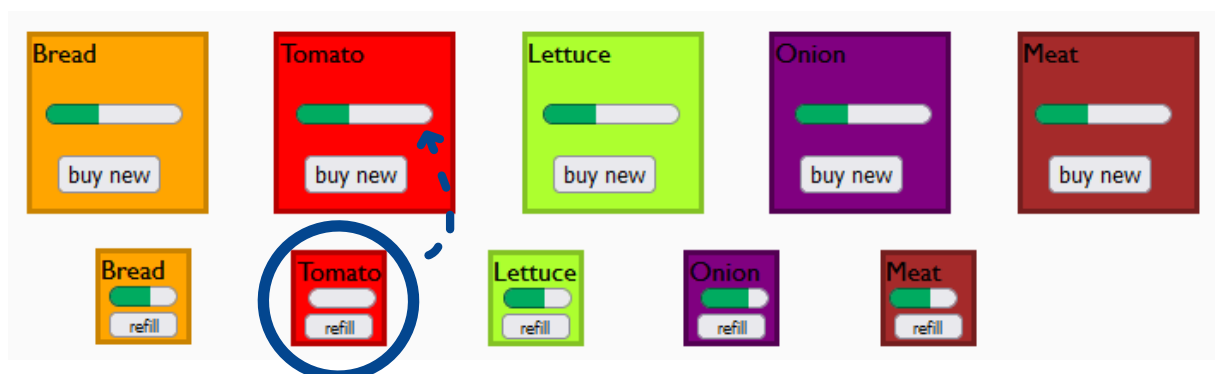 Bread
Tomato
Lettuce
Onion
Meat
buy new
buy new
buy new
buy new
buy new
Bread
Tomato
Lettuce
Onion
Meat
refill
refill
refill
refill
refill